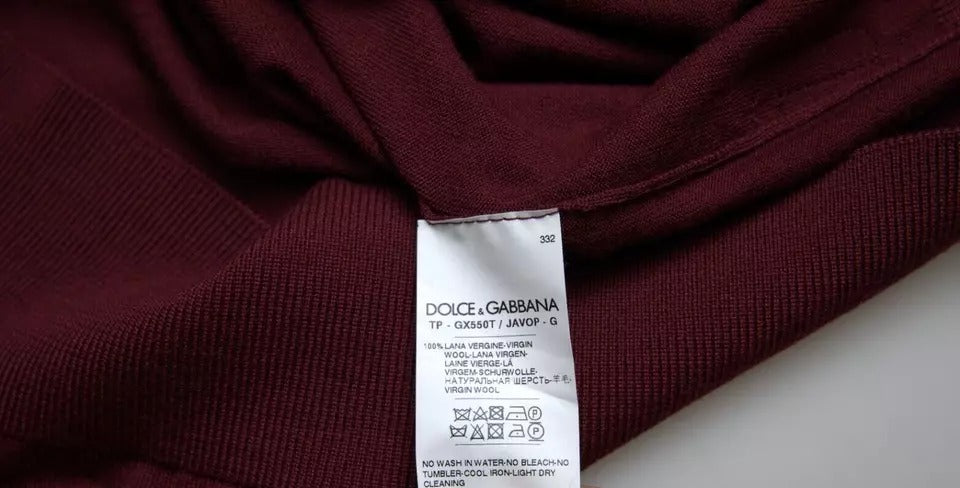 332
DOLCE & GABBANA
TP - GX550T / JAVOP - G
100% LANA VERGINE-VIRGIN
WOOL-LANA VIRGEN-
LAINE VIERGE-LÁ
VIRGEM-SCHURWOLLE-
НАТУРАЛЬНАЯ ШЕРСТЬ-羊毛-
VIRGIN WOOL
P
P
NO WASH IN WATER-NO BLEACH-NO
TUMBLER-COOL IRON-LIGHT DRY
CLEANING